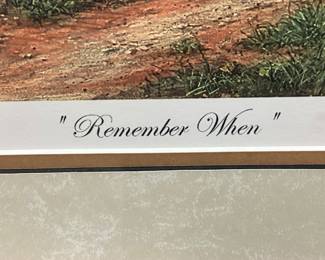 " Remember When "